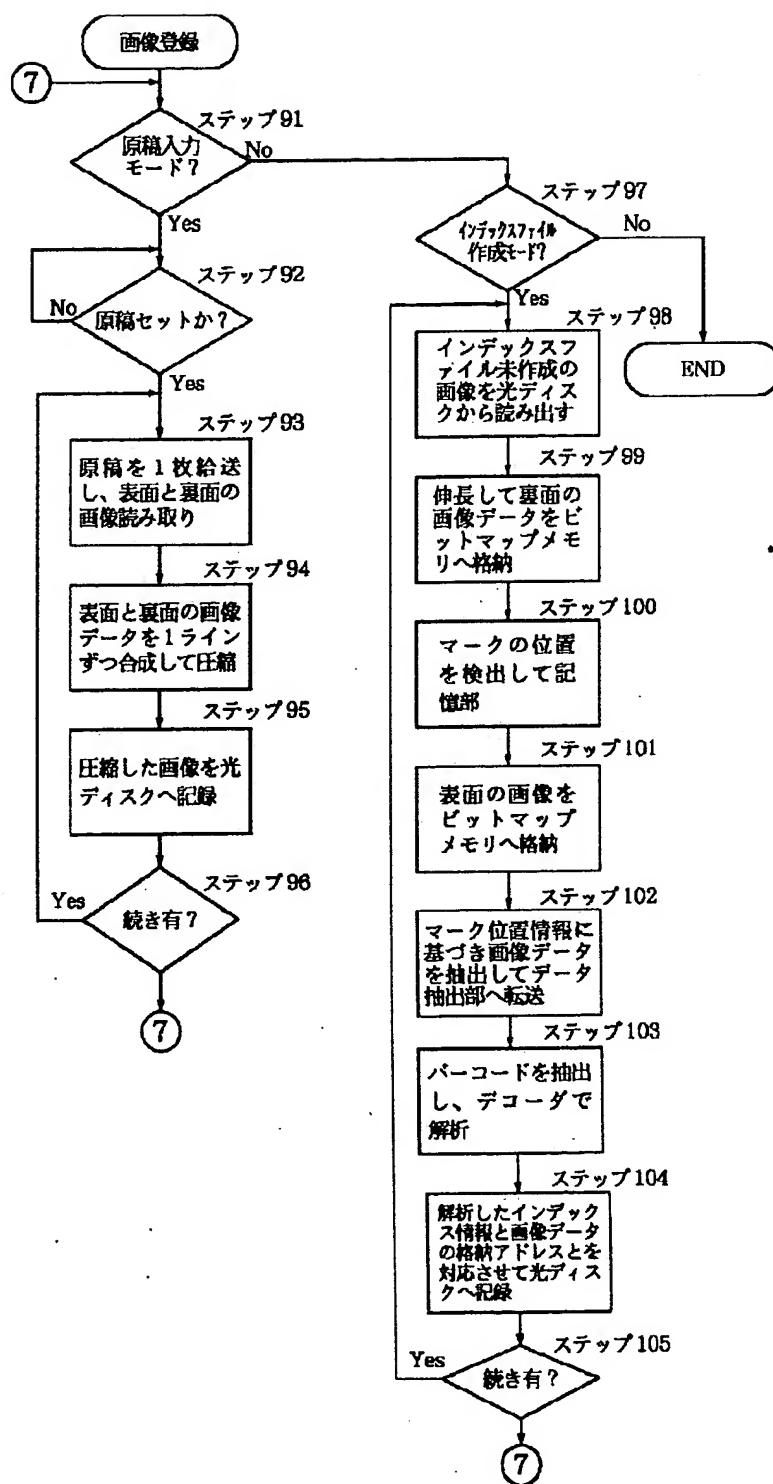 画像登録
⑦
ステップ91
原稿入力
モード?
No
Yes
ステップ92
原稿セットか?
No
Yes
ステップ93
原稿を1枚給送
し、表面と裏面の
画像読み取り
ステップ94
表面と裏面の画像
データを1ライン
ずつ合成して圧縮
ステップ95
圧縮した画像を光
ディスクへ記録
ステップ96
続き有?
Yes
⑦
ステップ97
インデックスファイル
作成モード?
No
Yes
END
ステップ98
インデックスフ
ァイル未作成の
画像を光ディス
クから読み出す
ステップ99
伸長して裏面の
画像データをビ
ットマップメモ
リへ格納
ステップ100
マークの位置
を検出して記
憶部
ステップ101
表面の画像を
ビットマップ
メモリへ格納
ステップ102
マーク位置情報に
基づき画像データ
を抽出してデータ
抽出部へ転送
ステップ103
バーコードを抽出
し、デコーダで
解析
ステップ104
解析したインデック
ス情報と画像データ
の格納アドレスとを
対応させて光ディス
クへ記録
ステップ105
続き有?
Yes
⑦